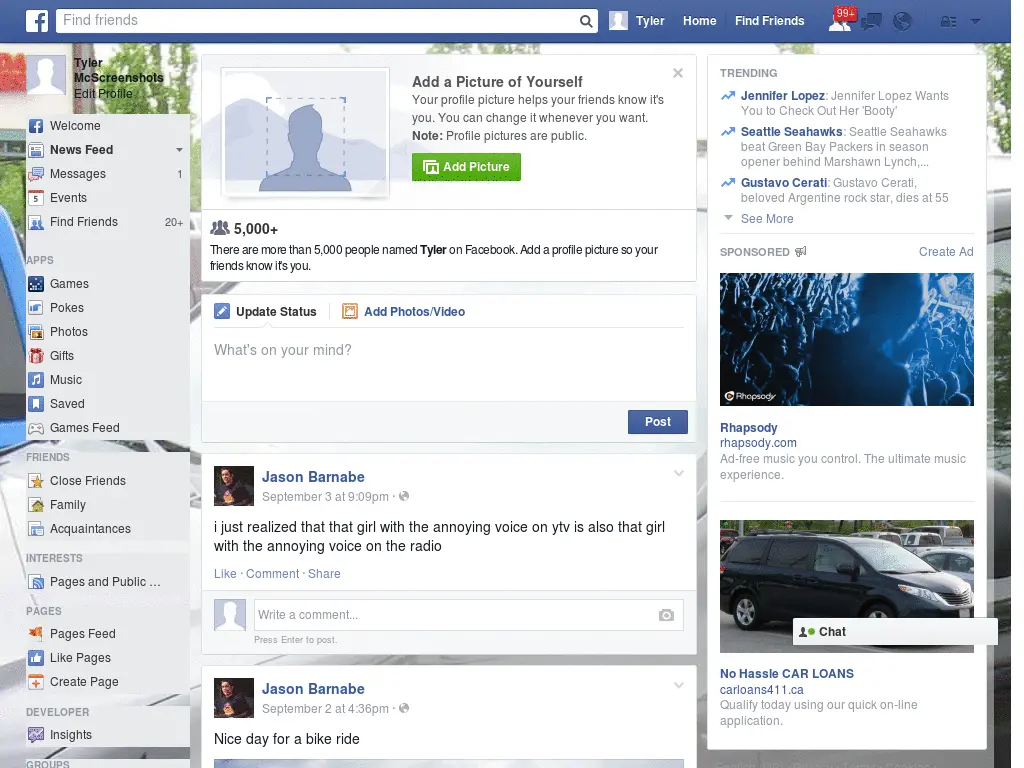 Find friends
Tyler
Home
Find Friends
99+
Tyler
McScreenshots
Edit Profile
Welcome
News Feed
Messages 1
5 Events
Find Friends 20+
APPS
Games
Pokes
Photos
Gifts
Music
Saved
Games Feed
FRIENDS
Close Friends
Family
Acquaintances
INTERESTS
Pages and Public ...
PAGES
Pages Feed
Like Pages
Create Page
DEVELOPER
Insights
GROUPS
Add a Picture of Yourself
Your profile picture helps your friends know it's
you. You can change it whenever you want.
Note: Profile pictures are public.
Add Picture
5,000+
There are more than 5,000 people named Tyler on Facebook. Add a profile picture so your
friends know it's you.
Update Status Add Photos/Video
What's on your mind?
Post
Jason Barnabe
September 3 at 9:09pm ·
i just realized that that girl with the annoying voice on ytv is also that girl
with the annoying voice on the radio
Like · Comment · Share
Write a comment...
Press Enter to post.
Jason Barnabe
September 2 at 4:36pm ·
Nice day for a bike ride
TRENDING
Jennifer Lopez: Jennifer Lopez Wants
You to Check Out Her 'Booty'
Seattle Seahawks: Seattle Seahawks
beat Green Bay Packers in season
opener behind Marshawn Lynch,...
Gustavo Cerati: Gustavo Cerati,
beloved Argentine rock star, dies at 55
See More
SPONSORED Create Ad
Rhapsody
Rhapsody
rhapsody.com
Ad-free music you control. The ultimate music
experience.
Chat
No Hassle CAR LOANS
carloans411.ca
Qualify today using our quick on-line
application.